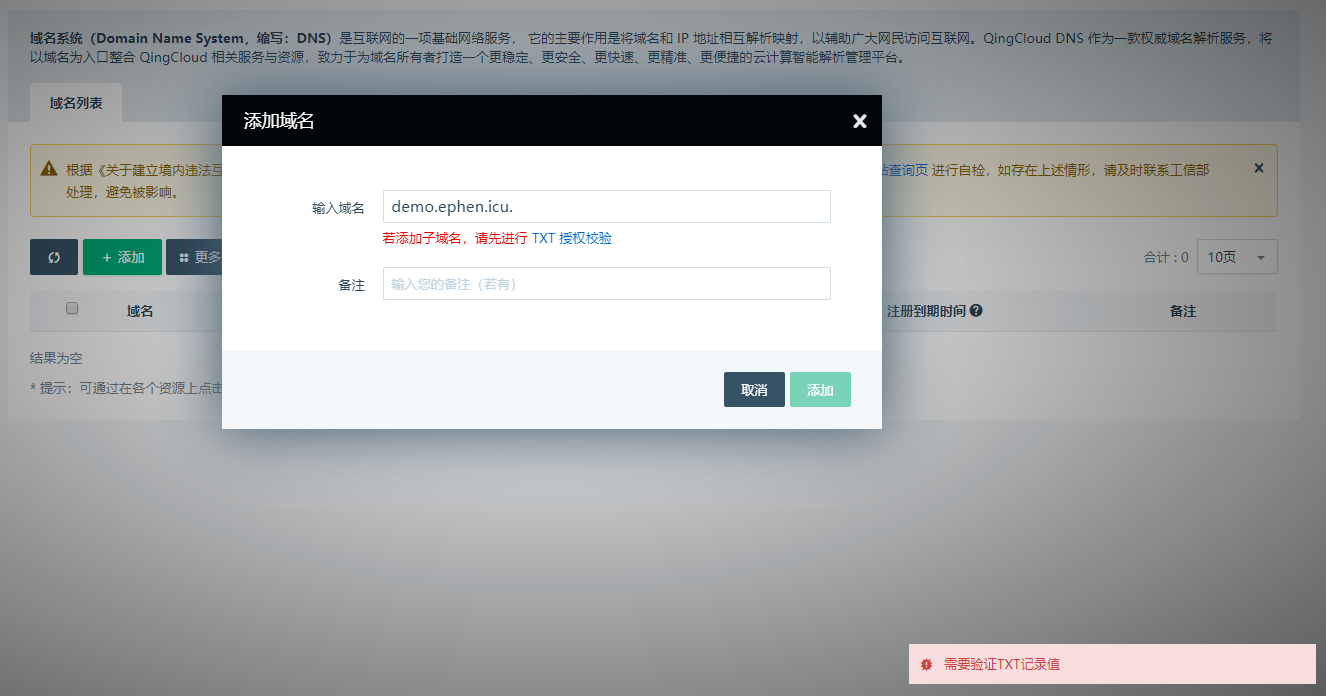 域名系统（Domain Name System，缩写：DNS）是互联网的一项基础网络服务， 它的主要作用是将域名和 IP 地址相互解析映射，以辅助广大网民访问互联网。QingCloud DNS 作为一款权威域名解析服务，将
以域名为入口整合 QingCloud 相关服务与资源，致力于为域名所有者打造一个更稳定、更安全、更快速、更精准、更便捷的云计算智能解析管理平台。
域名列表
添加域名
根据《关于建立境内违法互
站查询页 进行自检，如存在上述情形，请及时联系工信部
处理，避免被影响。
输入域名 demo.ephen.icu.
若添加子域名，请先进行 TXT 授权校验
+ 添加 更多
合计 : 0 10页
备注 输入您的备注（若有）
域名 注册到期时间 备注
结果为空
* 提示：可通过在各个资源上点击
取消 添加
需要验证TXT记录值